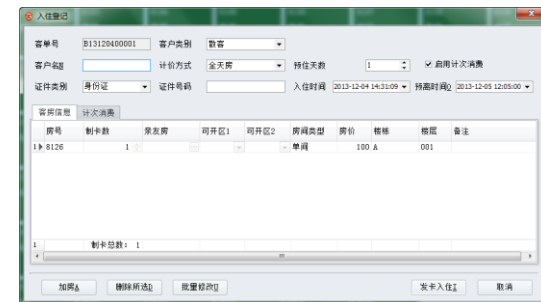 入住登记
客单号 B13120400001 客户类别 散客
客户名N 计价方式 全天房 预住天数 1 启用计次消费
证件类别 身份证 证件号码 入住时间 2013-12-04 14:31:09 预离时间O 2013-12-05 12:05:00
客房信息 计次消费
房号 制卡数 亲友房 可开区1 可开区2 房间类型 房价 楼栋 楼层 备注
1 8126 1 单间 100 A 001
1 制卡总数: 1
加房A 删除所选D 批量修改U 发卡入住I 取消